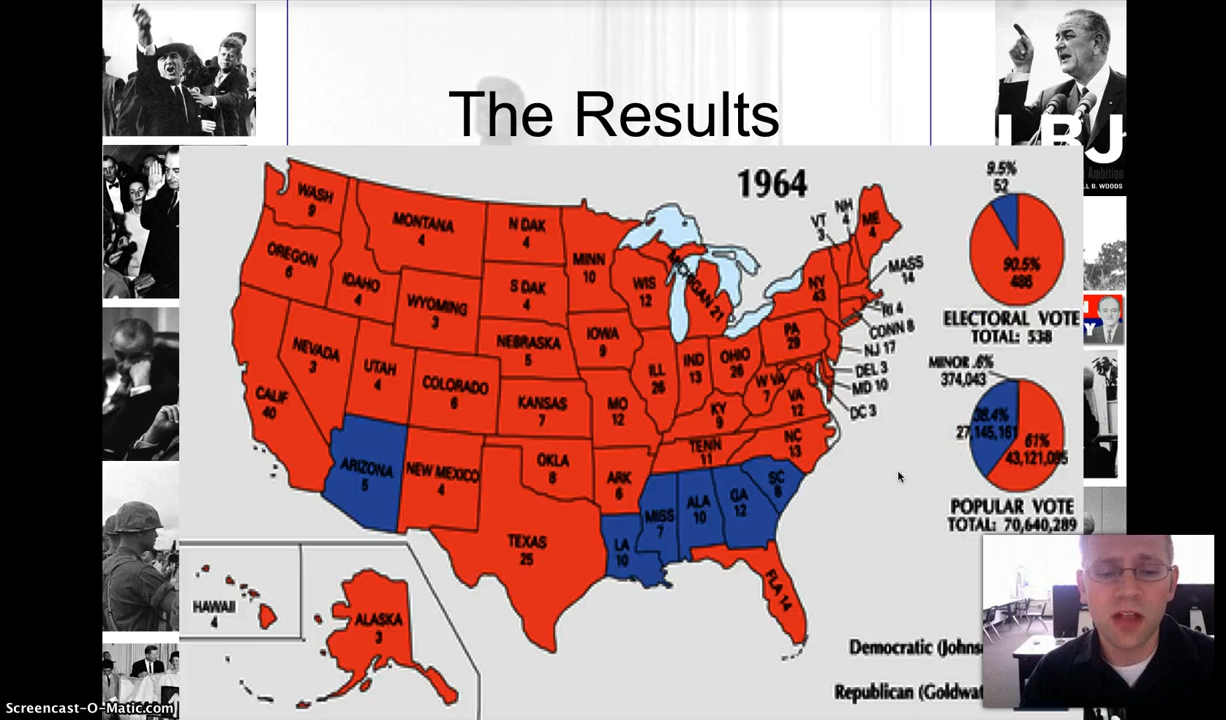 The Results
LBJ
Ambition
LL B. WOODS
1964
WASH
9
OREGON
6
CALIF
40
NEVADA
3
IDAHO
4
MONTANA
4
WYOMING
3
UTAH
4
COLORADO
6
ARIZONA
5
NEW MEXICO
4
N DAK
4
S DAK
4
NEBRASKA
5
KANSAS
7
OKLA
8
TEXAS
25
MINN
10
IOWA
9
MO
12
ARK
6
LA
10
WIS
12
ILL
26
MICHIGAN 21
IND
13
OHIO
26
KY
9
TENN
11
MISS
7
ALA
10
GA
12
FLA 14
SC
8
NC
13
VA
12
W VA
7
PA
29
NY
43
VT
3
NH
4
ME
4
MASS
14
RI 4
CONN 8
NJ 17
DEL 3
MD 10
DC 3
HAWAII
4
ALASKA
3
9.5%
52
90.5%
486
ELECTORAL VOTE
TOTAL: 538
MINOR .6%
374,043
38.4%
27,145,161
61%
43,121,085
POPULAR VOTE
TOTAL: 70,640,289
Democratic (Johns
Republican (Goldwat
Screencast-O-Matic.com